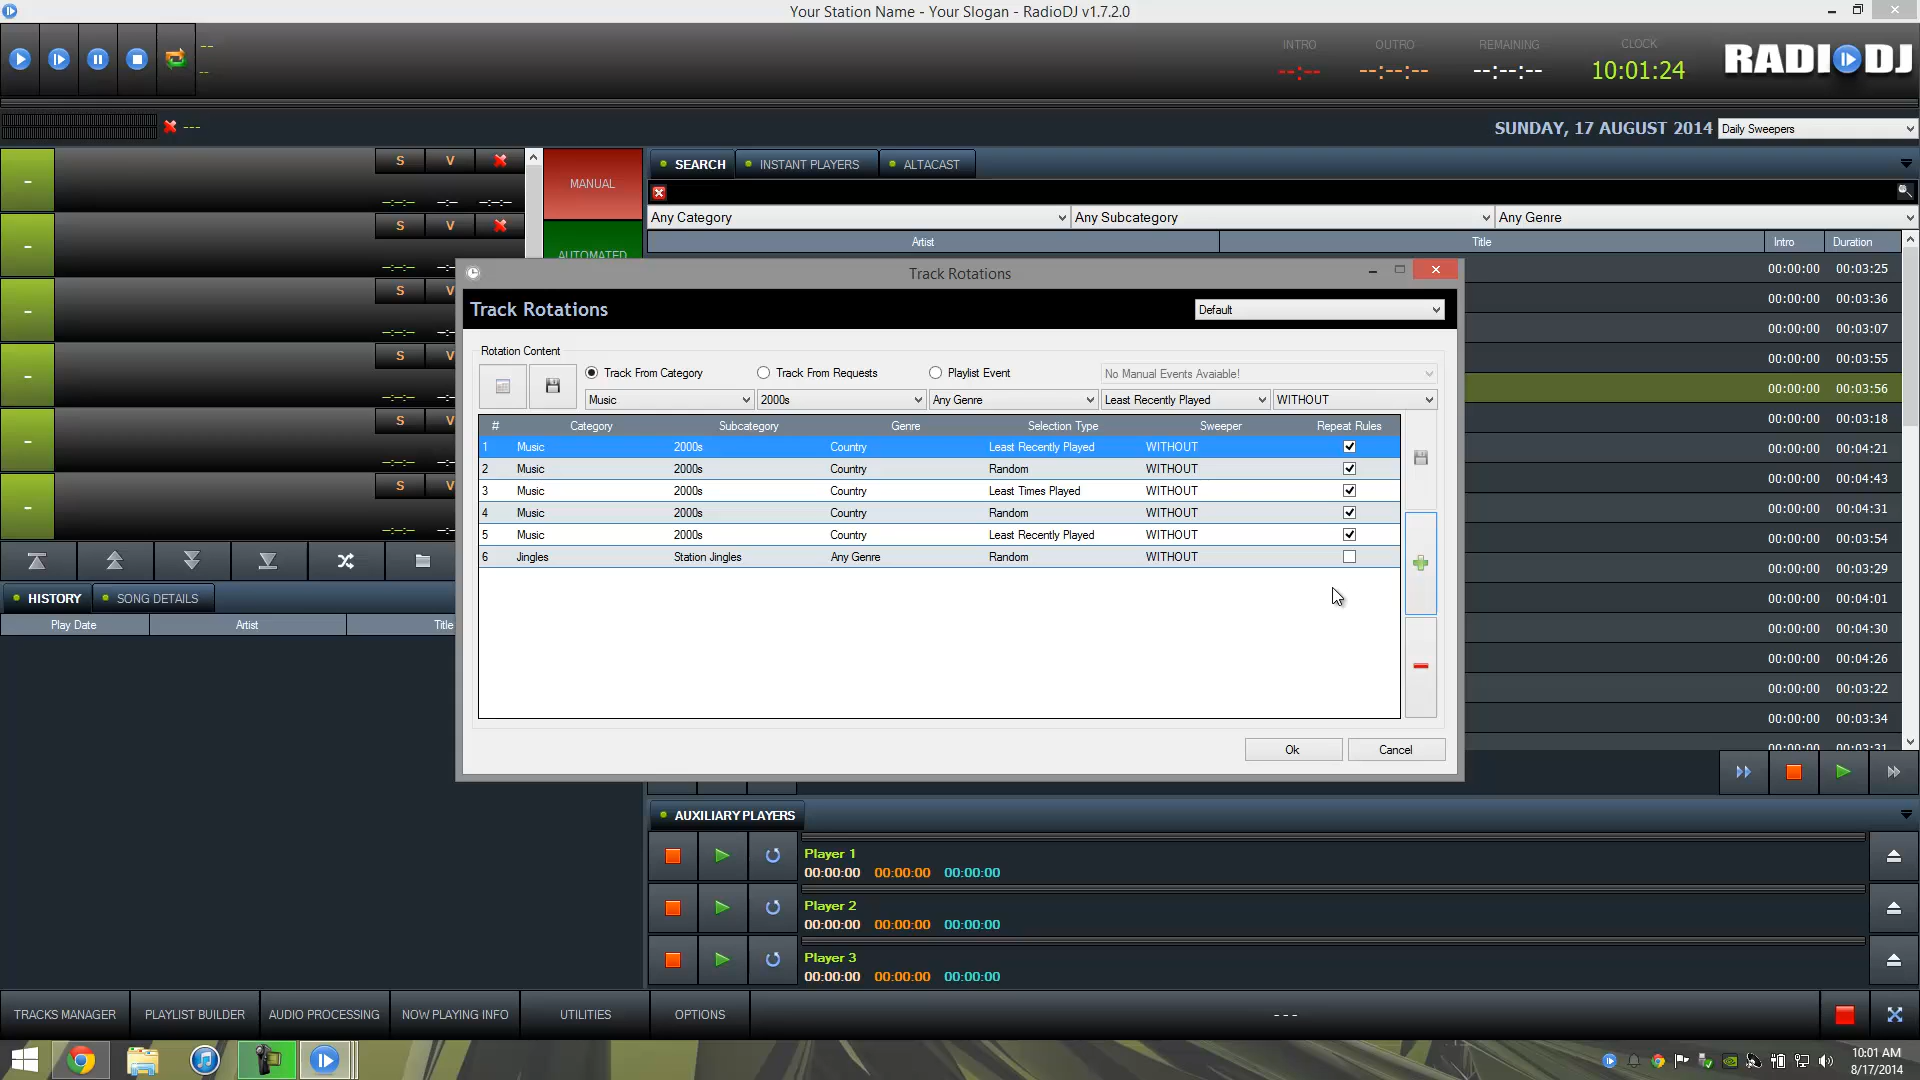 Your Station Name - Your Slogan - RadioDJ v1.7.2.0
--
--
INTRO OUTRO REMAINING CLOCK
--:-- --:--:-- --:--:-- 10:01:24
RADIODJ
---
SUNDAY, 17 AUGUST 2014 Daily Sweepers
S V
- --:--:-- --:-- --:--:--
S V
- --:--:--
S V
- --:--:--
S V
- --:--:--
S V
- --:--:--
S V
- --:--:--
MANUAL
AUTOMATED
SEARCH INSTANT PLAYERS ALTACAST
Any Category Any Subcategory Any Genre
Artist Title Intro Duration
00:00:00 00:03:25
00:00:00 00:03:36
00:00:00 00:03:07
00:00:00 00:03:55
00:00:00 00:03:56
00:00:00 00:03:18
00:00:00 00:04:21
00:00:00 00:04:43
00:00:00 00:04:31
00:00:00 00:03:54
00:00:00 00:03:29
00:00:00 00:04:01
00:00:00 00:04:30
00:00:00 00:04:26
00:00:00 00:03:22
00:00:00 00:03:34
00:00:00 00:03:31
Track Rotations
Track Rotations Default
Rotation Content
Track From Category Track From Requests Playlist Event No Manual Events Avaiable!
Music 2000s Any Genre Least Recently Played WITHOUT
# Category Subcategory Genre Selection Type Sweeper Repeat Rules
1 Music 2000s Country Least Recently Played WITHOUT
2 Music 2000s Country Random WITHOUT
3 Music 2000s Country Least Times Played WITHOUT
4 Music 2000s Country Random WITHOUT
5 Music 2000s Country Least Recently Played WITHOUT
6 Jingles Station Jingles Any Genre Random WITHOUT
Ok Cancel
HISTORY SONG DETAILS
Play Date Artist Title
AUXILIARY PLAYERS
Player 1
00:00:00 00:00:00 00:00:00
Player 2
00:00:00 00:00:00 00:00:00
Player 3
00:00:00 00:00:00 00:00:00
TRACKS MANAGER PLAYLIST BUILDER AUDIO PROCESSING NOW PLAYING INFO UTILITIES OPTIONS ---
10:01 AM
8/17/2014